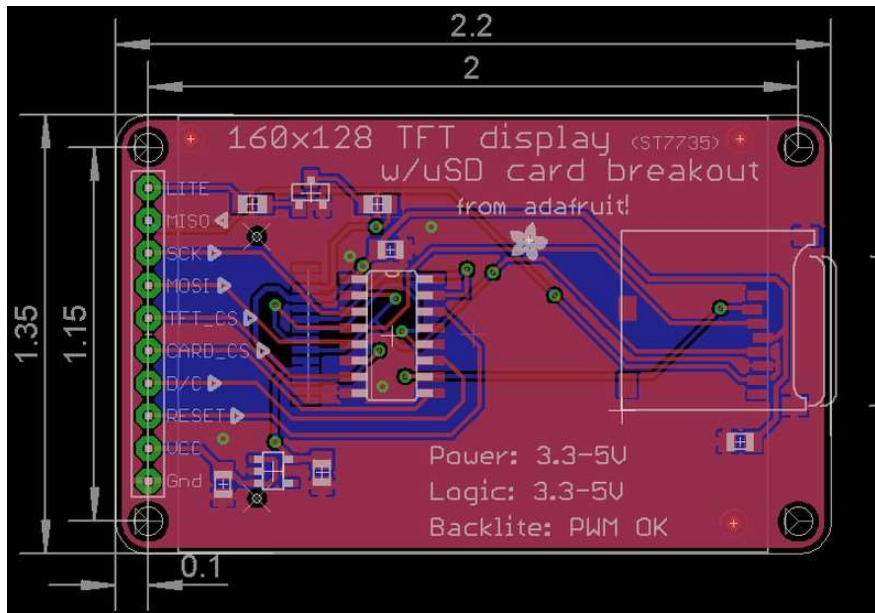 2.2
2
160x128 TFT display (ST7735)
w/uSD card breakout
from adafruit!
LITE
MISO
SCK
MOSI
TFT_CS
CARD_CS
D/C
RESET
VCC
Gnd
1.35
1.15
Power: 3.3-5V
Logic: 3.3-5V
Backlite: PWM OK
0.1